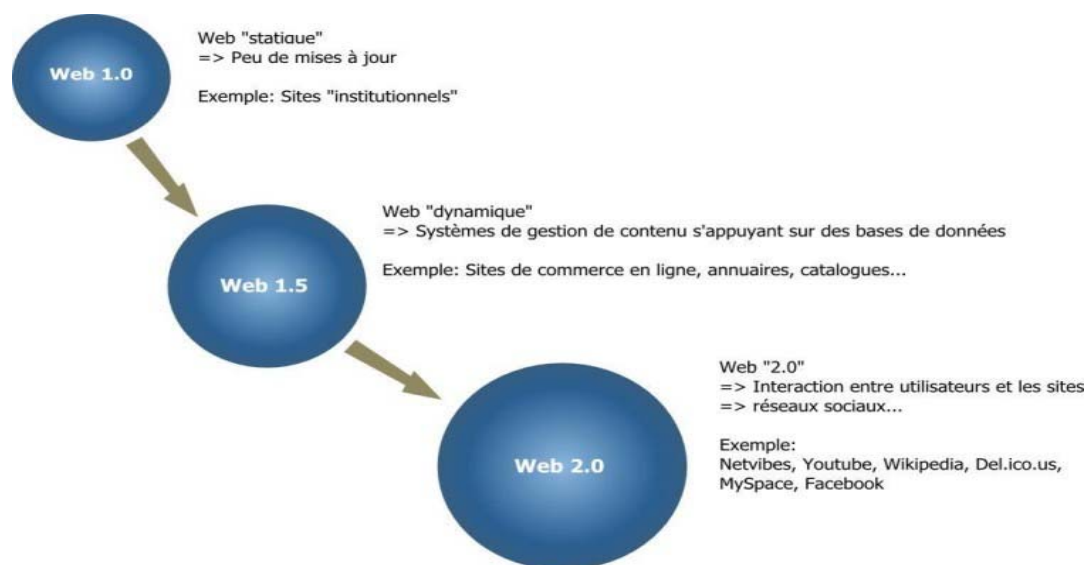 Web 1.0
Web "statique"
=> Peu de mises à jour
Exemple: Sites "institutionnels"
Web 1.5
Web "dynamique"
=> Systèmes de gestion de contenu s'appuyant sur des bases de données
Exemple: Sites de commerce en ligne, annuaires, catalogues...
Web 2.0
Web "2.0"
=> Interaction entre utilisateurs et les sites
=> réseaux sociaux...
Exemple:
Netvibes, Youtube, Wikipedia, Del.ico.us,
MySpace, Facebook